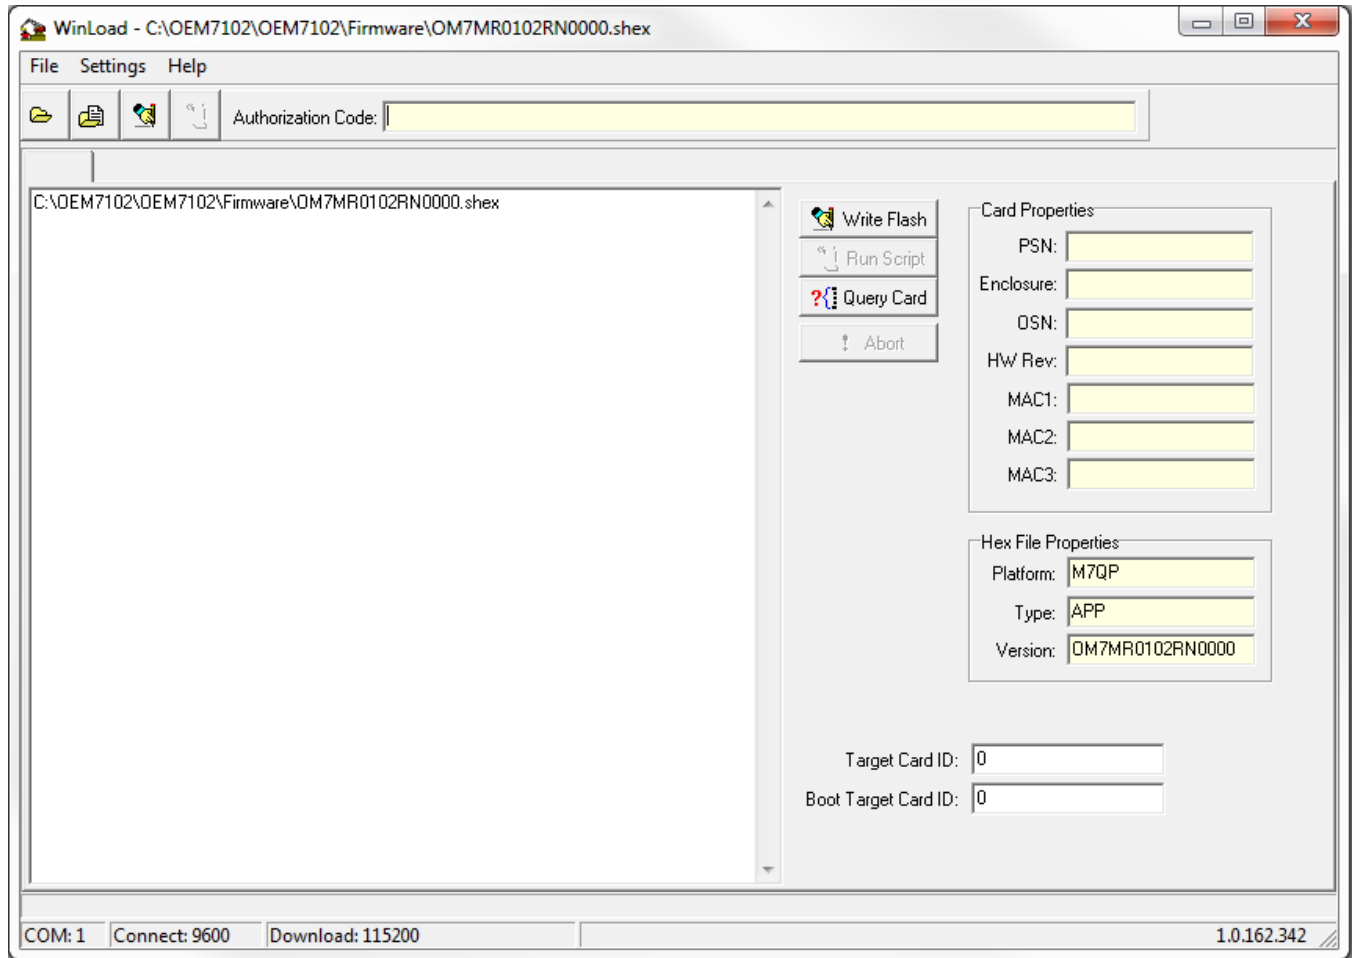 WinLoad - C:\OEM7102\OEM7102\Firmware\OM7MR0102RN0000.shex
File Settings Help
Authorization Code:
C:\OEM7102\OEM7102\Firmware\OM7MR0102RN0000.shex
Write Flash
Run Script
?{ Query Card
Abort
Card Properties
PSN:
Enclosure:
OSN:
HW Rev:
MAC1:
MAC2:
MAC3:
Hex File Properties
Platform: M7QP
Type: APP
Version: OM7MR0102RN0000
Target Card ID: 0
Boot Target Card ID: 0
COM: 1 Connect: 9600 Download: 115200 1.0.162.342